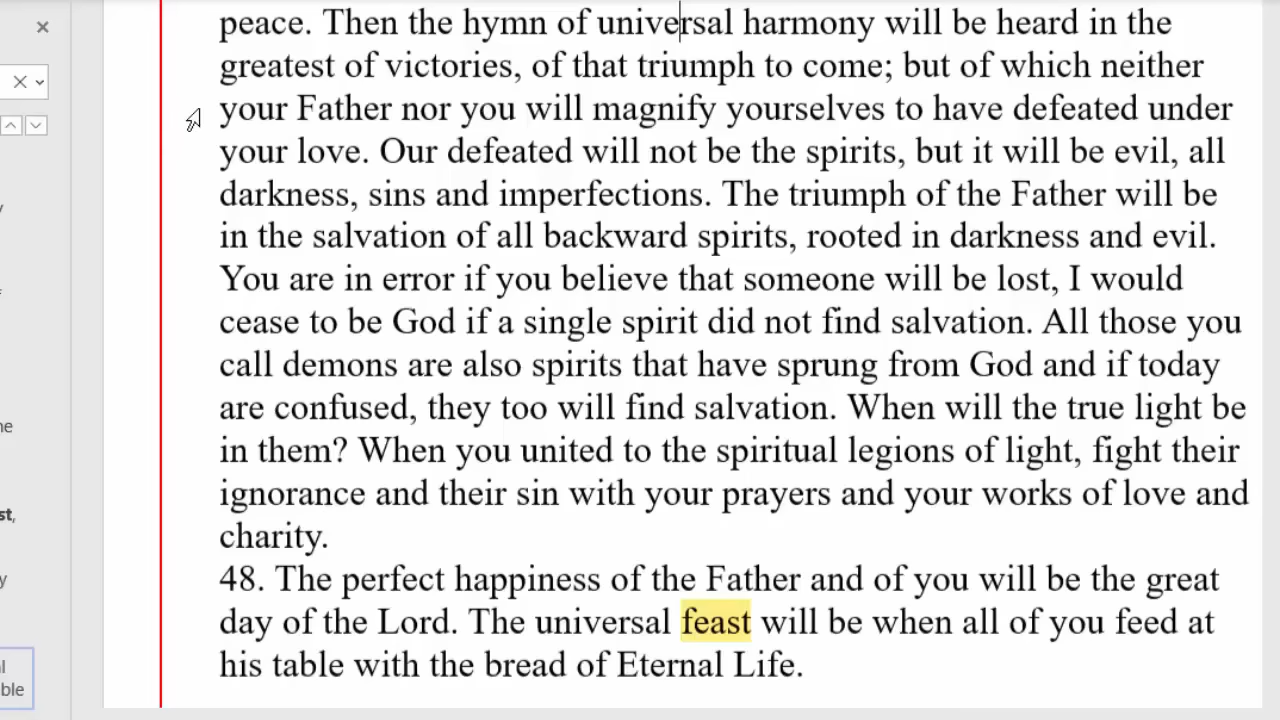 peace. Then the hymn of universal harmony will be heard in the
greatest of victories, of that triumph to come; but of which neither
your Father nor you will magnify yourselves to have defeated under
your love. Our defeated will not be the spirits, but it will be evil, all
darkness, sins and imperfections. The triumph of the Father will be
in the salvation of all backward spirits, rooted in darkness and evil.
You are in error if you believe that someone will be lost, I would
cease to be God if a single spirit did not find salvation. All those you
call demons are also spirits that have sprung from God and if today
are confused, they too will find salvation. When will the true light be
in them? When you united to the spiritual legions of light, fight their
ignorance and their sin with your prayers and your works of love and
charity.
48. The perfect happiness of the Father and of you will be the great
day of the Lord. The universal feast will be when all of you feed at
his table with the bread of Eternal Life.